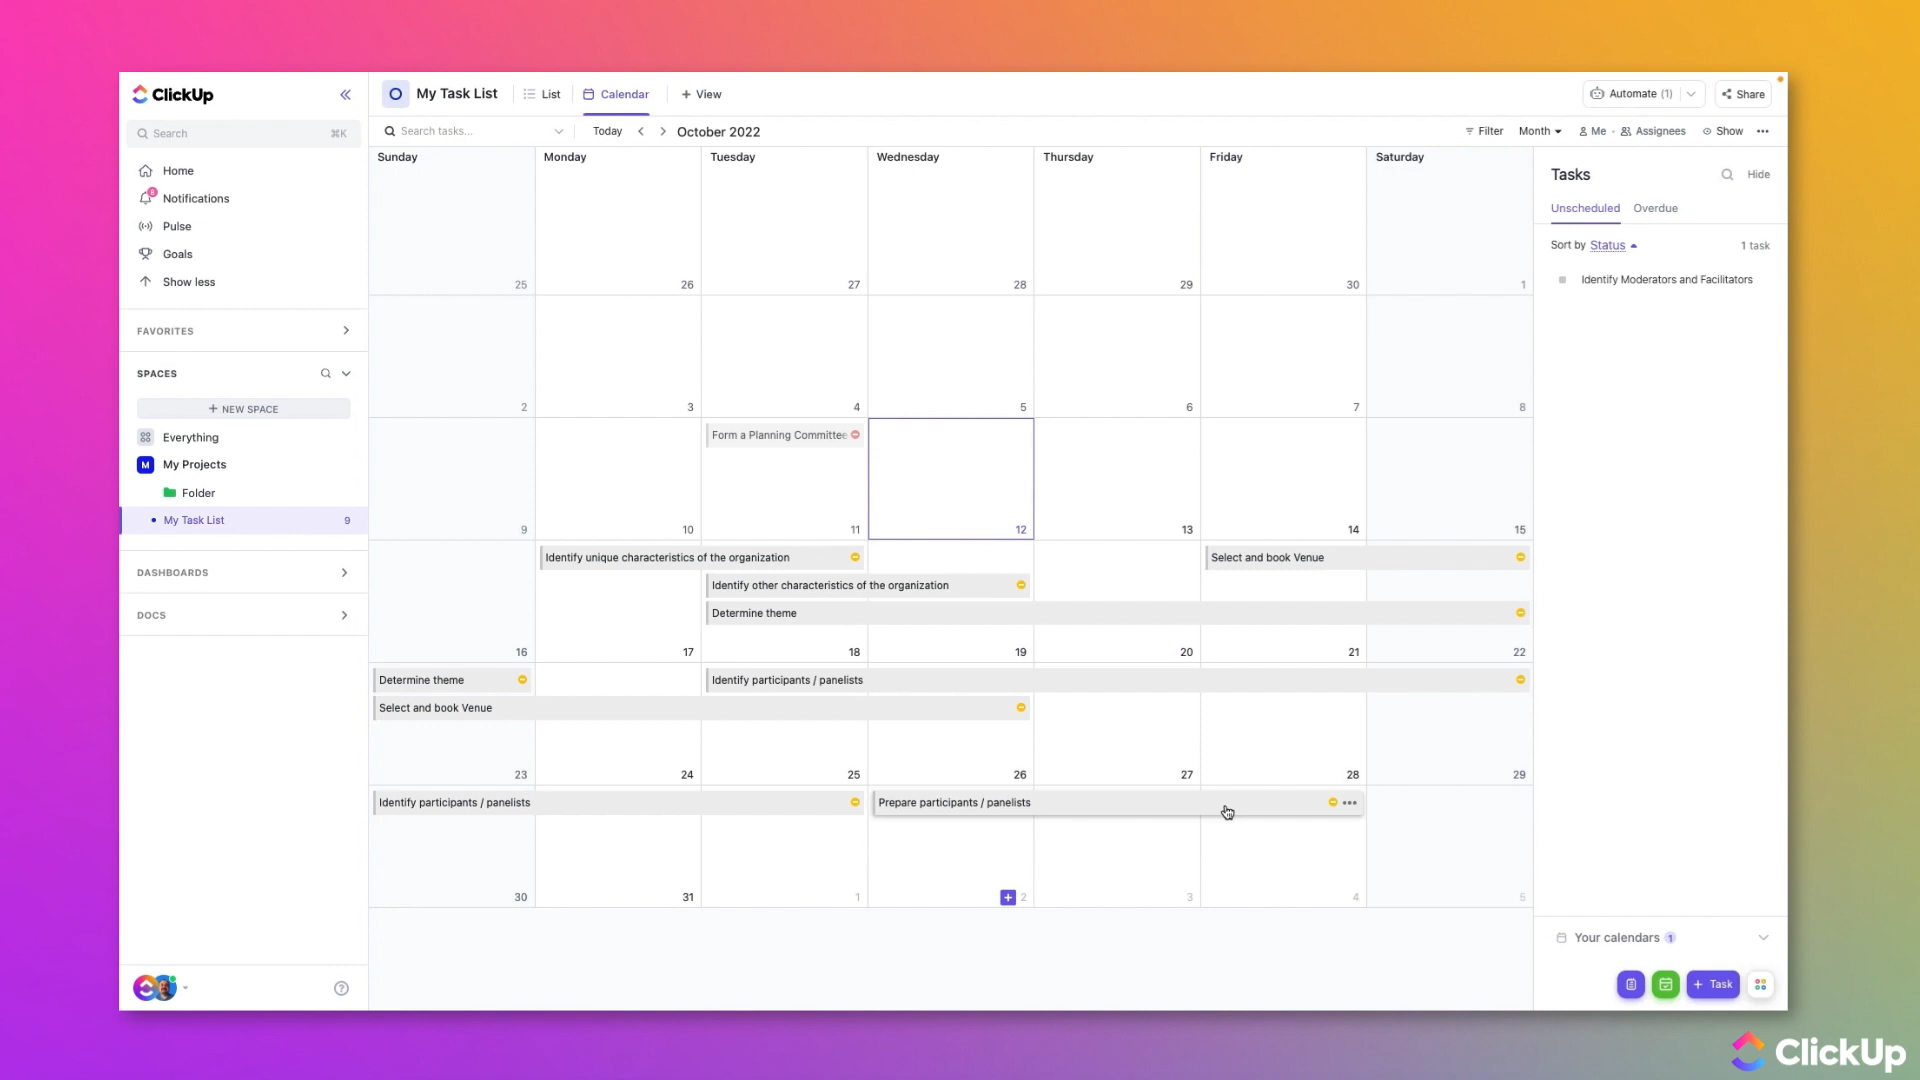 ClickUp
Search ⌘K
Home
8
Notifications
Pulse
Goals
Show less
FAVORITES
SPACES
+ NEW SPACE
Everything
M My Projects
Folder
My Task List 9
DASHBOARDS
DOCS
My Task List
List
Calendar
+ View
Automate (1)
Share
Search tasks...
Today
October 2022
Filter
Month
Me · Assignees
Show
Sunday Monday Tuesday Wednesday Thursday Friday Saturday
25 26 27 28 29 30 1
2 3 4 5 6 7 8
Form a Planning Committee
9 10 11 12 13 14 15
Identify unique characteristics of the organization
Select and book Venue
Identify other characteristics of the organization
Determine theme
16 17 18 19 20 21 22
Determine theme
Identify participants / panelists
Select and book Venue
23 24 25 26 27 28 29
Identify participants / panelists
Prepare participants / panelists
30 31 1 + 2 3 4 5
Tasks
Hide
Unscheduled
Overdue
Sort by Status
1 task
Identify Moderators and Facilitators
Your calendars 1
+ Task
ClickUp